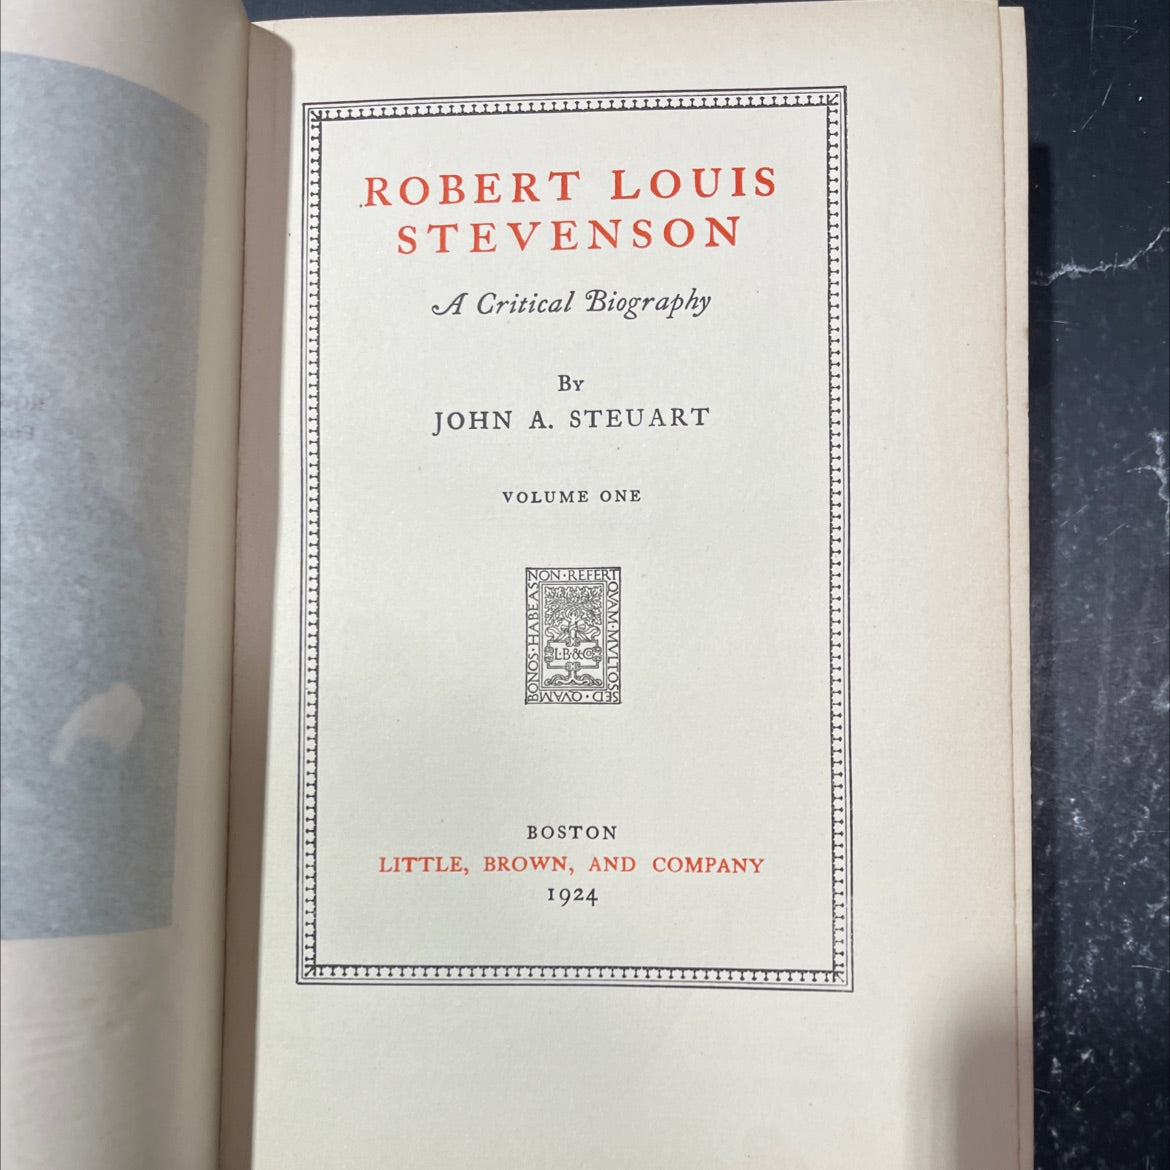 ROBERT LOUIS
STEVENSON
A Critical Biography
By
JOHN A. STEUART
VOLUME ONE
NON·REFERT
QVAM·MVLTOS
SED·QVAM
BONOS·HABEAS
L·B·&Co
BOSTON
LITTLE, BROWN, AND COMPANY
1924